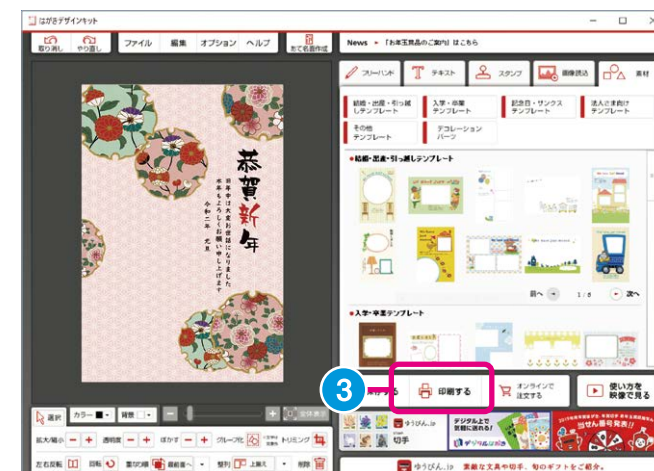 はがきデザインキット
取り消し やり直し ファイル 編集 オプション ヘルプ 宛て名面作成
News ► 「お年玉賞品のご案内」はこちら
フリーハンド テキスト スタンプ 画像読込 素材
結婚・出産・引っ越しテンプレート
入学・卒業テンプレート
記念日・サンクステンプレート
法人さま向けテンプレート
その他テンプレート
デコレーションパーツ
●結婚・出産・引っ越しテンプレート
前へ 1/8 次へ
●入学・卒業テンプレート
恭賀新年
旧年中は大変お世話になりました
本年もよろしくお願い申し上げます
令和二年 元旦
3
保存する 印刷する オンラインで注文する 使い方を映像で見る
選択 カラー 背景 全体表示
拡大/縮小 透明度 ぼかす グループ化 トリミング
左右反転 回転 重なり順 最前面へ 整列 上揃え 削除
ゆうびん.jp 切手
デジタル上で気軽に送れる!
当せん番号発表!!
ゆうびん.jp 素敵な文具や切手、旬のギフトをご紹介。